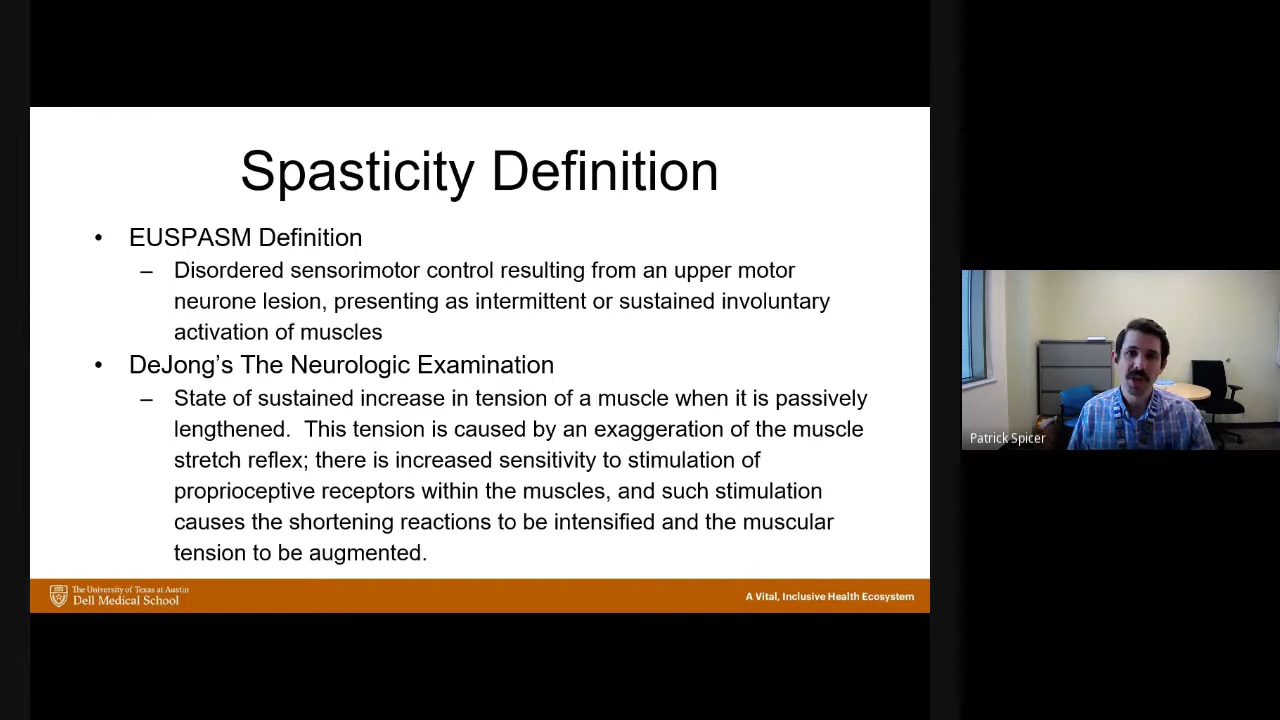 Spasticity Definition
• EUSPASM Definition
– Disordered sensorimotor control resulting from an upper motor
neurone lesion, presenting as intermittent or sustained involuntary
activation of muscles
• DeJong's The Neurologic Examination
– State of sustained increase in tension of a muscle when it is passively
lengthened.  This tension is caused by an exaggeration of the muscle
stretch reflex; there is increased sensitivity to stimulation of
proprioceptive receptors within the muscles, and such stimulation
causes the shortening reactions to be intensified and the muscular
tension to be augmented.
The University of Texas at Austin
Dell Medical School
A Vital, Inclusive Health Ecosystem
Patrick Spicer